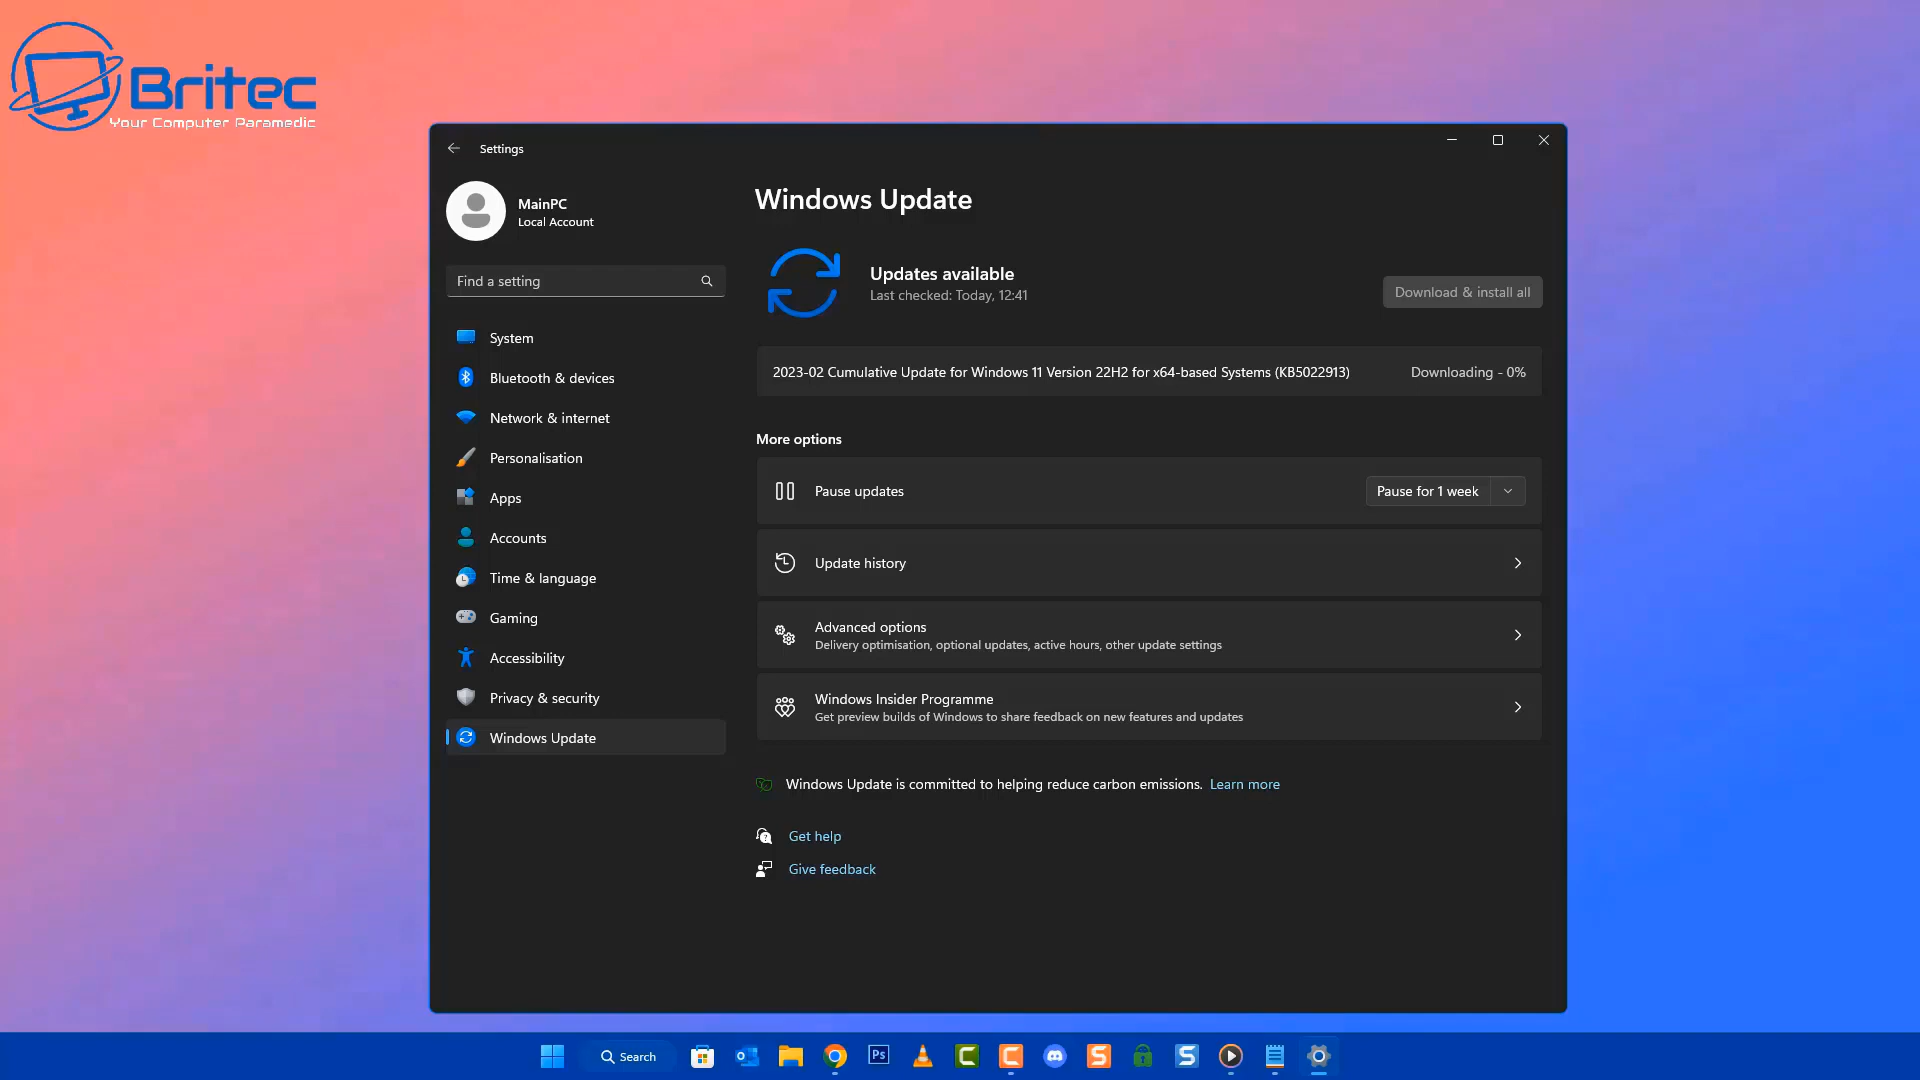 Britec
Your Computer Paramedic
Settings
MainPC
Local Account
Find a setting
System
Bluetooth & devices
Network & internet
Personalisation
Apps
Accounts
Time & language
Gaming
Accessibility
Privacy & security
Windows Update
Windows Update
Updates available
Last checked: Today, 12:41
Download & install all
2023-02 Cumulative Update for Windows 11 Version 22H2 for x64-based Systems (KB5022913)
Downloading - 0%
More options
Pause updates
Pause for 1 week
Update history
Advanced options
Delivery optimisation, optional updates, active hours, other update settings
Windows Insider Programme
Get preview builds of Windows to share feedback on new features and updates
Windows Update is committed to helping reduce carbon emissions. Learn more
Get help
Give feedback
Search
Ps